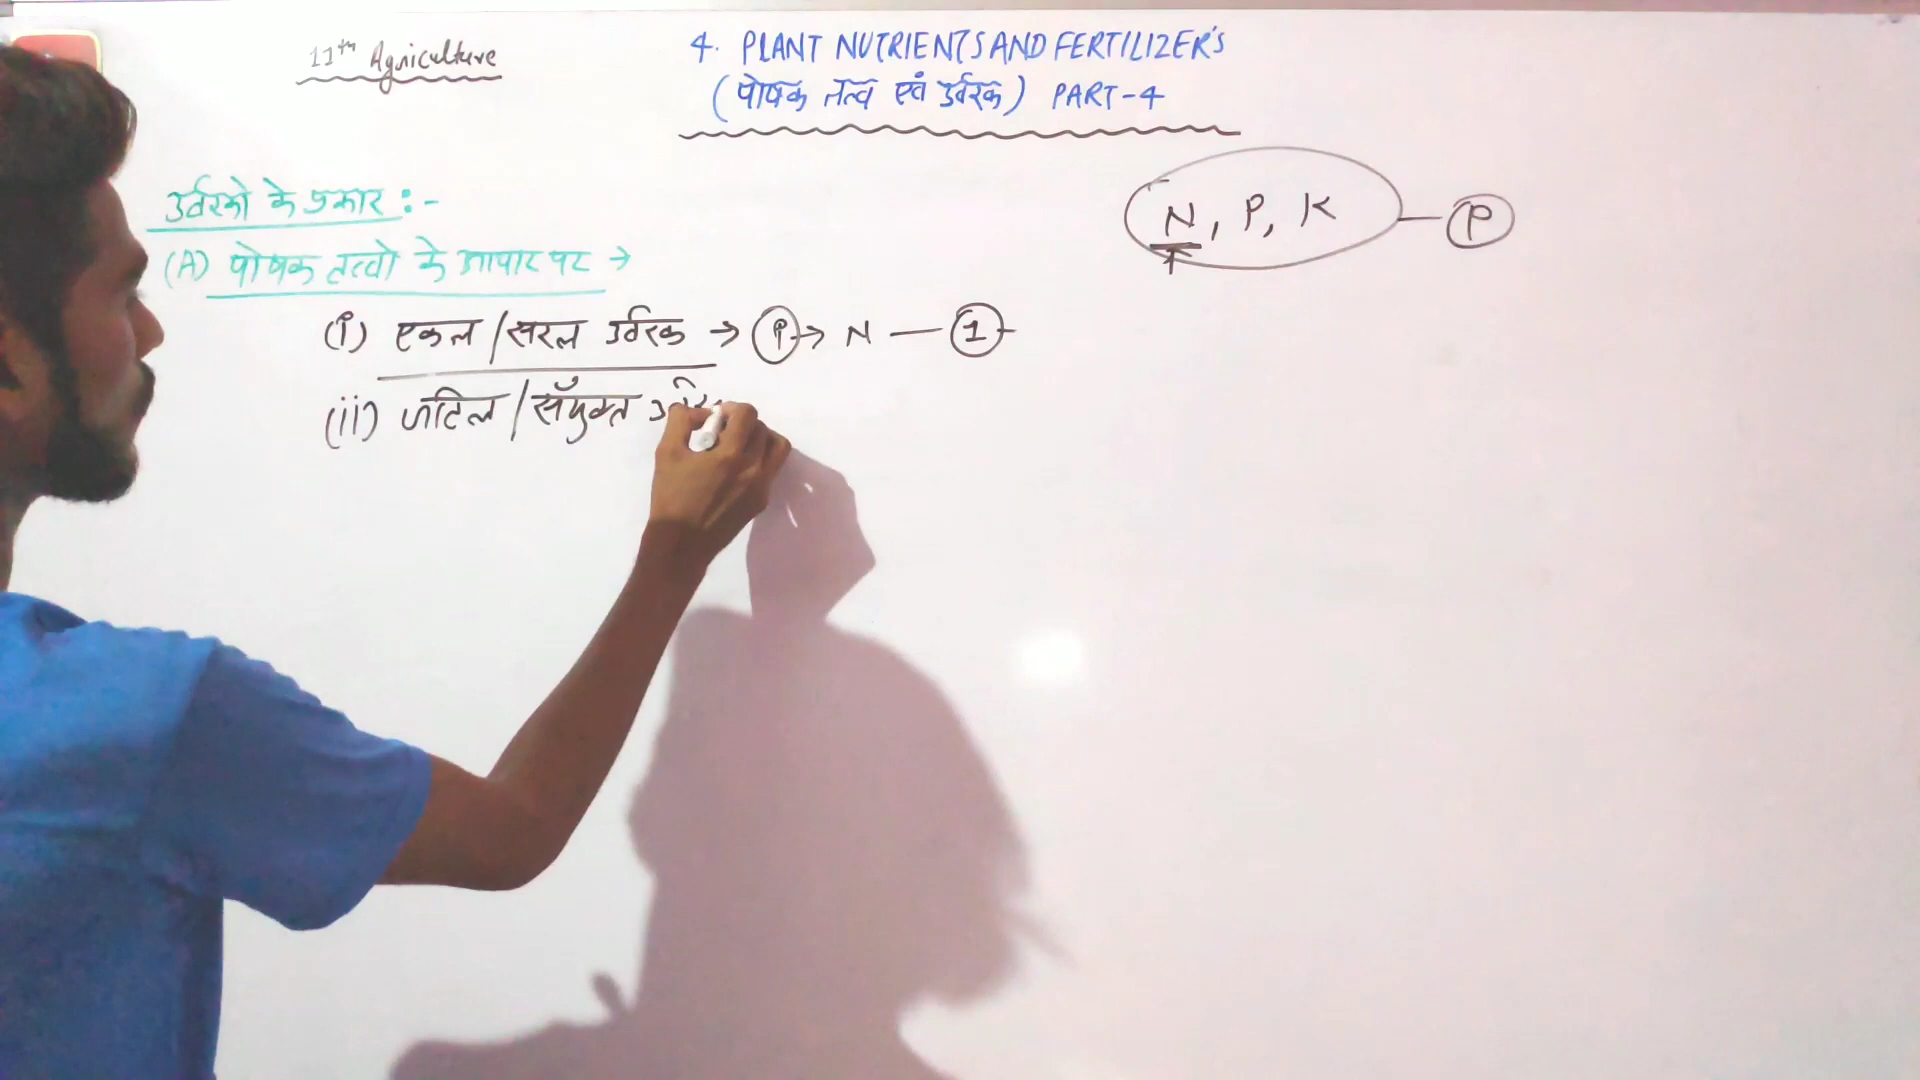 11th Agriculture
4. PLANT NUTRIENTS AND FERTILIZER'S
(पोषक तत्व एवं उर्वरक) PART-4
उर्वरको के प्रकार :-
N, P, K — P
(A) पोषक तत्वो के आधार पर →
(i) एकल/सरल उर्वरक → P → N — 1
(ii) जटिल/संयुक्त